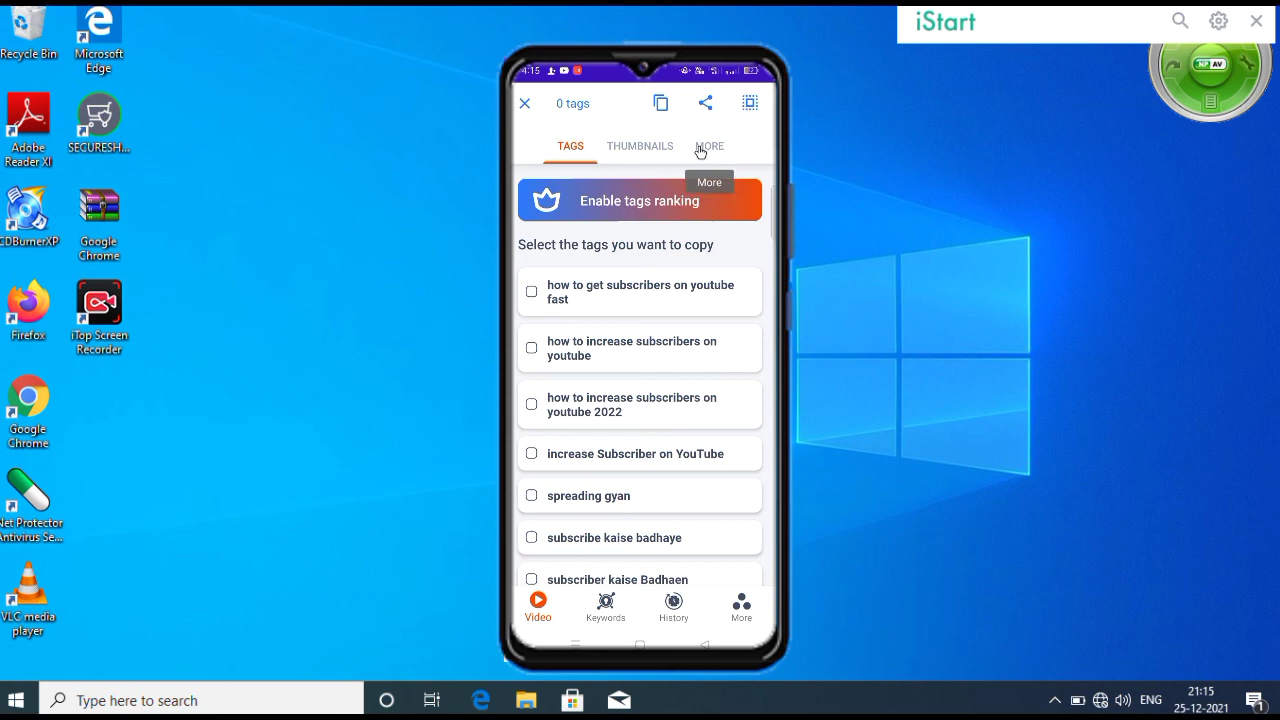 Recycle Bin
Microsoft
Edge
Adobe
Reader XI
SECURESH...
CDBurnerXP
Google
Chrome
Firefox
iTop Screen
Recorder
Google
Chrome
Net Protector
Antivirus Se...
VLC media
player
iStart
NP AV
4:15
0 tags
TAGS
THUMBNAILS
MORE
More
Enable tags ranking
Select the tags you want to copy
how to get subscribers on youtube
fast
how to increase subscribers on
youtube
how to increase subscribers on
youtube 2022
increase Subscriber on YouTube
spreading gyan
subscribe kaise badhaye
subscriber kaise Badhaen
Video
Keywords
History
More
Type here to search
ENG
21:15
25-12-2021
1